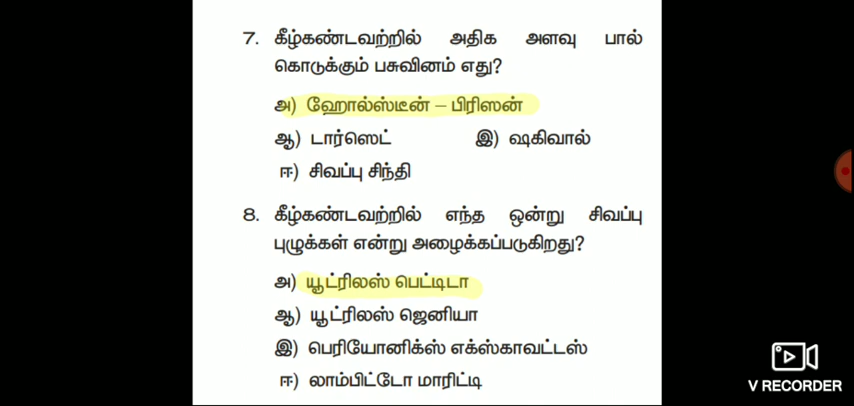 7. கீழ்கண்டவற்றில் அதிக அளவு பால்
கொடுக்கும் பசுவினம் எது?
அ) ஹோல்ஸ்டீன் – பிரிஸன்
ஆ) டார்ஸெட் இ) ஷகிவால்
ஈ) சிவப்பு சிந்தி
8. கீழ்கண்டவற்றில் எந்த ஒன்று சிவப்பு
புழுக்கள் என்று அழைக்கப்படுகிறது?
அ) யூட்ரிலஸ் பெட்டிடா
ஆ) யூட்ரிலஸ் ஜெனியா
இ) பெரியோனிக்ஸ் எக்ஸ்காவட்டஸ்
ஈ) லாம்பிட்டோ மாரிட்டி
V RECORDER